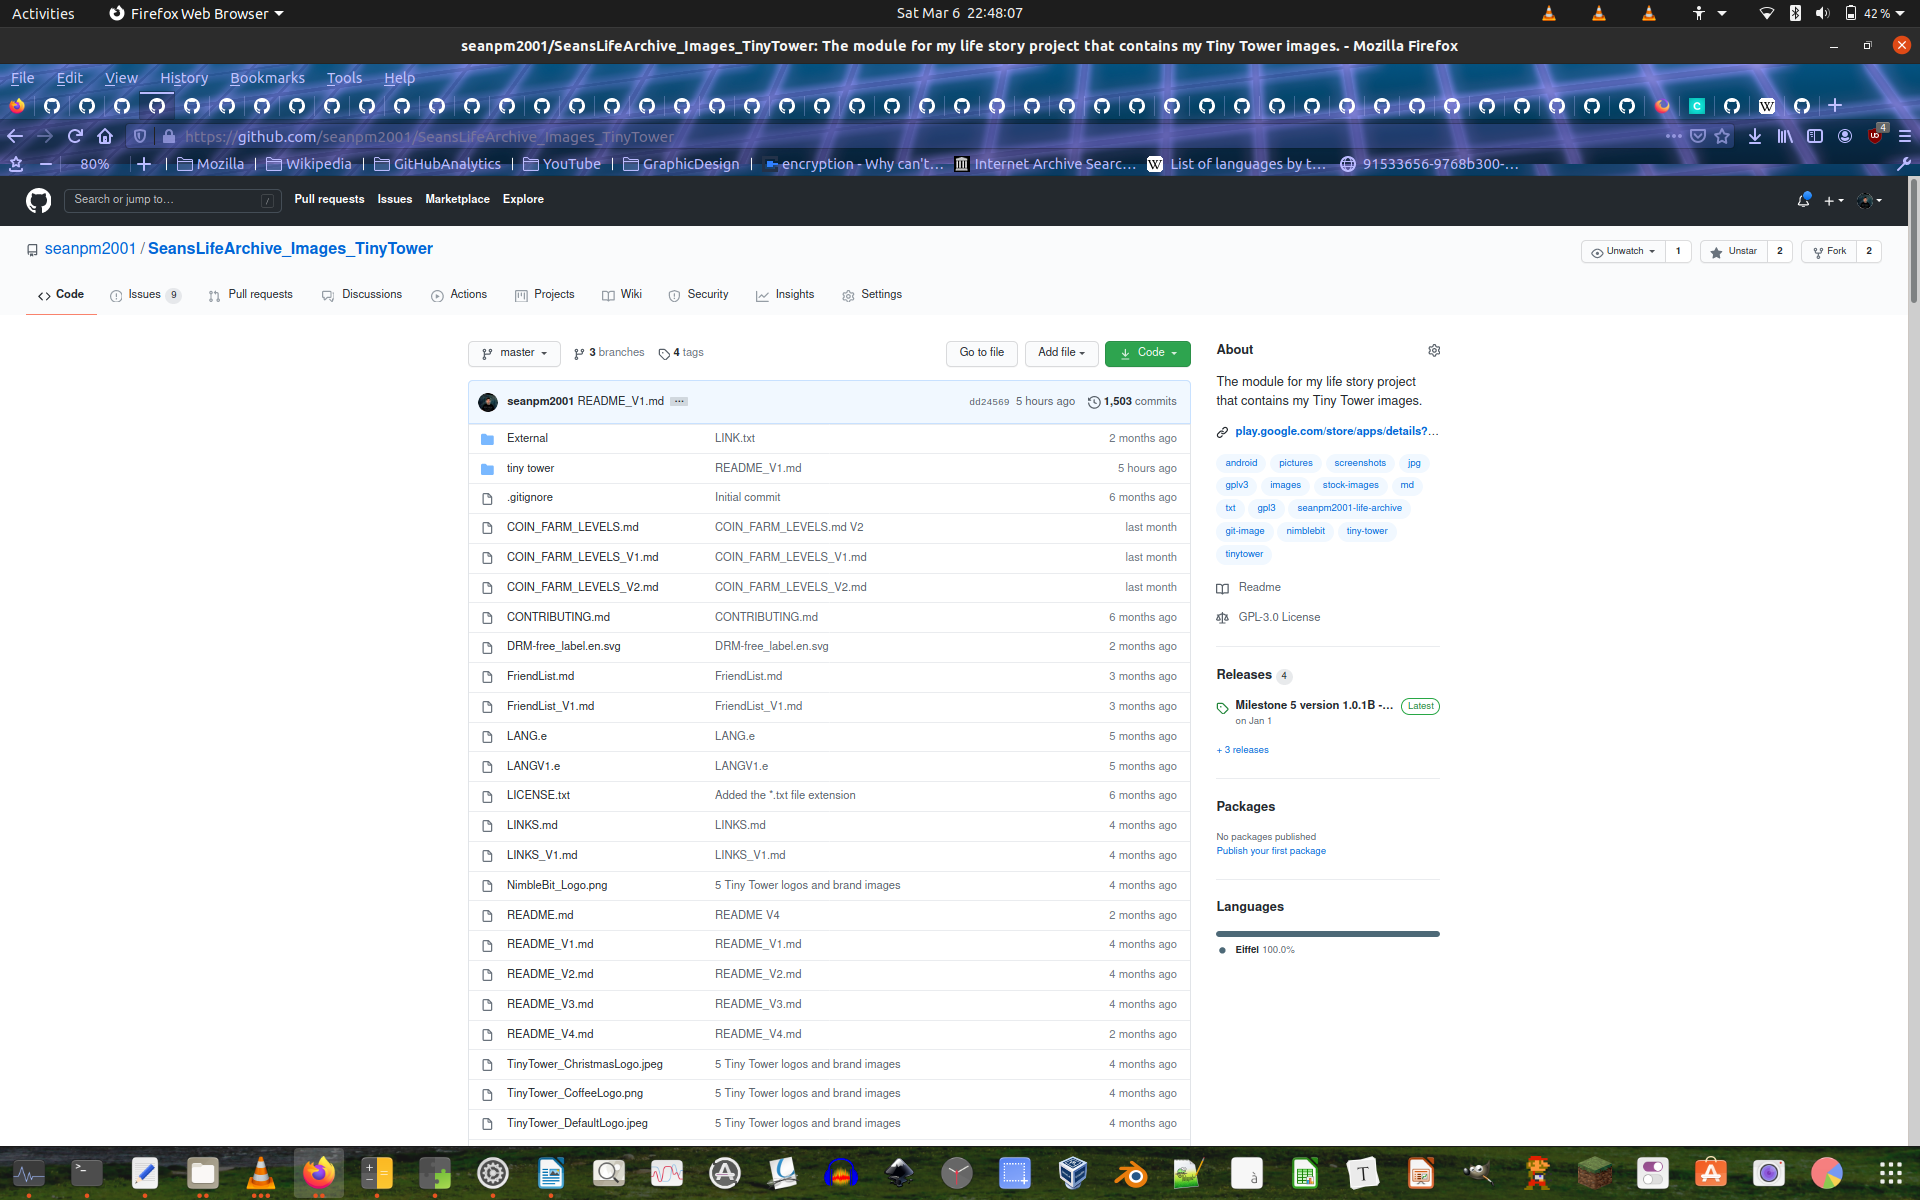 Activities Firefox Web Browser Sat Mar 6 22:48:07 42 %
seanpm2001/SeansLifeArchive_Images_TinyTower: The module for my life story project that contains my Tiny Tower images. - Mozilla Firefox
File Edit View History Bookmarks Tools Help
https://github.com/seanpm2001/SeansLifeArchive_Images_TinyTower 4
80% Mozilla Wikipedia GitHubAnalytics YouTube GraphicDesign encryption - Why can't… Internet Archive Searc… List of languages by t… 91533656-9768b300-…
Search or jump to… / Pull requests Issues Marketplace Explore
seanpm2001 / SeansLifeArchive_Images_TinyTower Unwatch 1 Unstar 2 Fork 2
Code Issues 9 Pull requests Discussions Actions Projects Wiki Security Insights Settings
master 3 branches 4 tags Go to file Add file Code
seanpm2001 README_V1.md ... dd24569 5 hours ago 1,503 commits
External LINK.txt 2 months ago
tiny tower README_V1.md 5 hours ago
.gitignore Initial commit 6 months ago
COIN_FARM_LEVELS.md COIN_FARM_LEVELS.md V2 last month
COIN_FARM_LEVELS_V1.md COIN_FARM_LEVELS_V1.md last month
COIN_FARM_LEVELS_V2.md COIN_FARM_LEVELS_V2.md last month
CONTRIBUTING.md CONTRIBUTING.md 6 months ago
DRM-free_label.en.svg DRM-free_label.en.svg 2 months ago
FriendList.md FriendList.md 3 months ago
FriendList_V1.md FriendList_V1.md 3 months ago
LANG.e LANG.e 5 months ago
LANGV1.e LANGV1.e 5 months ago
LICENSE.txt Added the *.txt file extension 6 months ago
LINKS.md LINKS.md 4 months ago
LINKS_V1.md LINKS_V1.md 4 months ago
NimbleBit_Logo.png 5 Tiny Tower logos and brand images 4 months ago
README.md README V4 2 months ago
README_V1.md README_V1.md 4 months ago
README_V2.md README_V2.md 4 months ago
README_V3.md README_V3.md 4 months ago
README_V4.md README_V4.md 2 months ago
TinyTower_ChristmasLogo.jpeg 5 Tiny Tower logos and brand images 4 months ago
TinyTower_CoffeeLogo.png 5 Tiny Tower logos and brand images 4 months ago
TinyTower_DefaultLogo.jpeg 5 Tiny Tower logos and brand images 4 months ago
About
The module for my life story project
that contains my Tiny Tower images.
play.google.com/store/apps/details?…
android pictures screenshots jpg
gplv3 images stock-images md
txt gpl3 seanpm2001-life-archive
git-image nimblebit tiny-tower
tinytower
Readme
GPL-3.0 License
Releases 4
Milestone 5 version 1.0.1B -… Latest
on Jan 1
+ 3 releases
Packages
No packages published
Publish your first package
Languages
Eiffel 100.0%